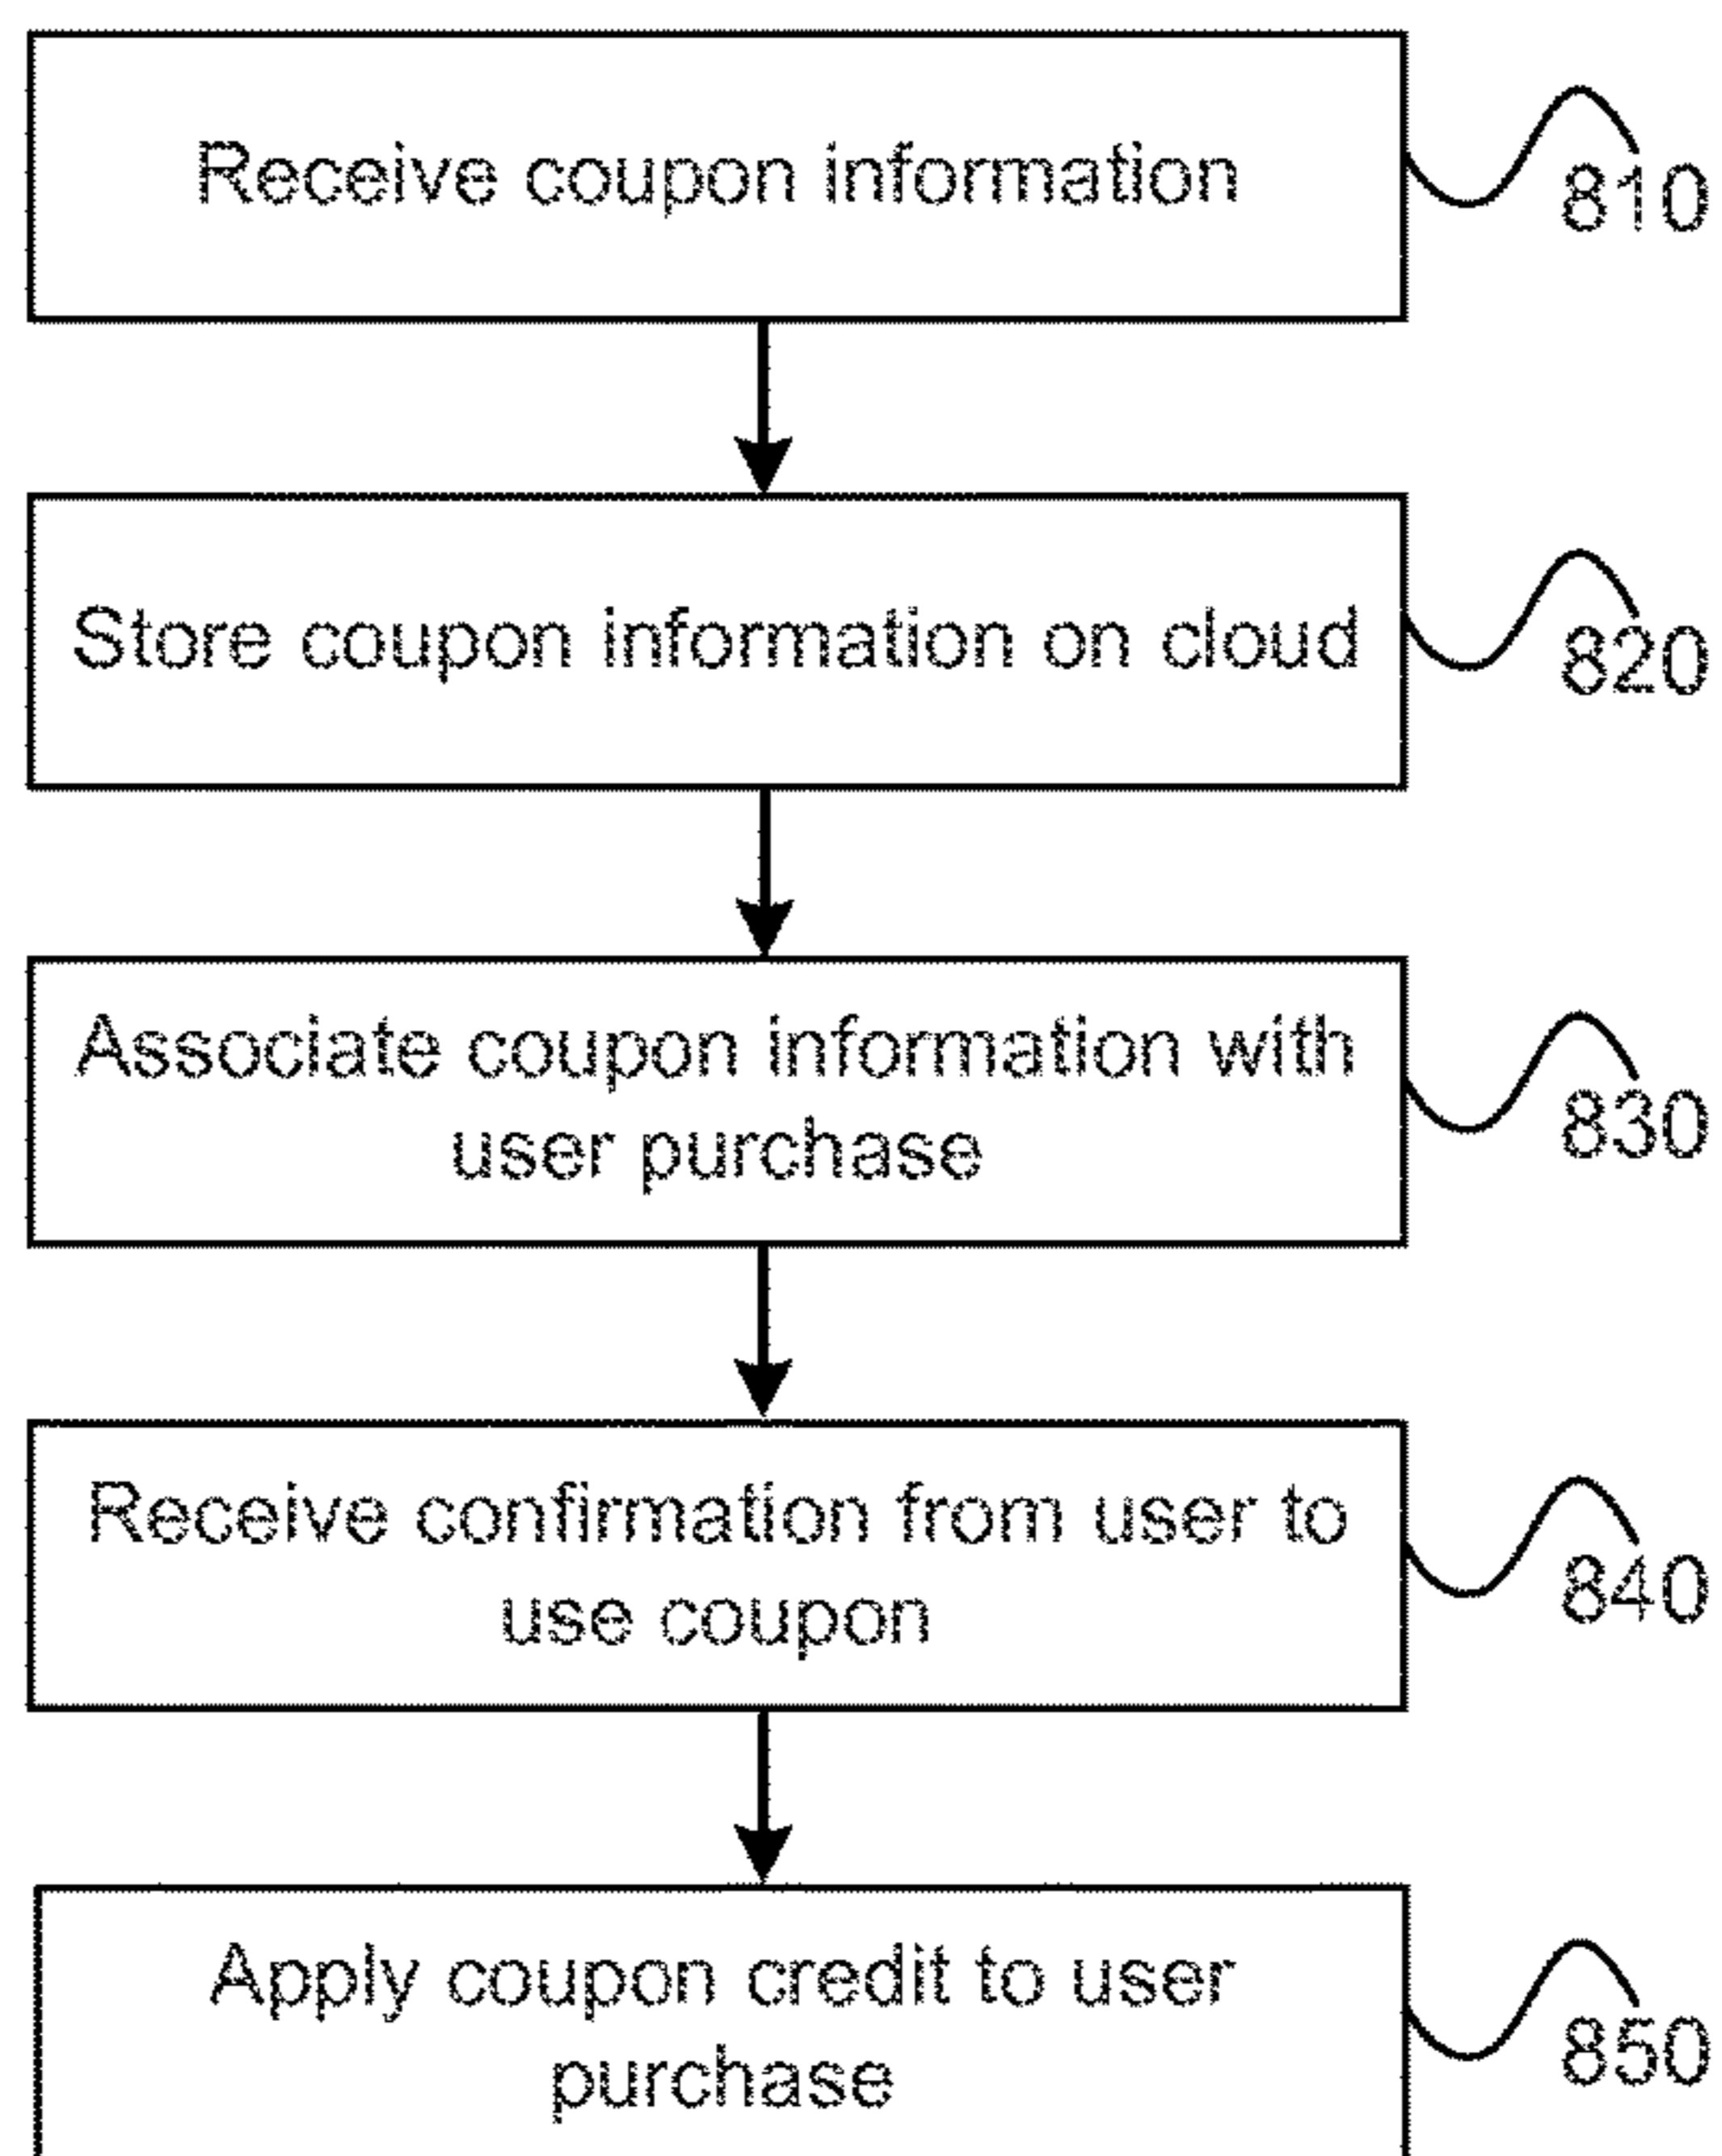 Receive coupon information
810
Store coupon information on cloud
820
Associate coupon information with
user purchase
830
Receive confirmation from user to
use coupon
840
Apply coupon credit to user
purchase
850